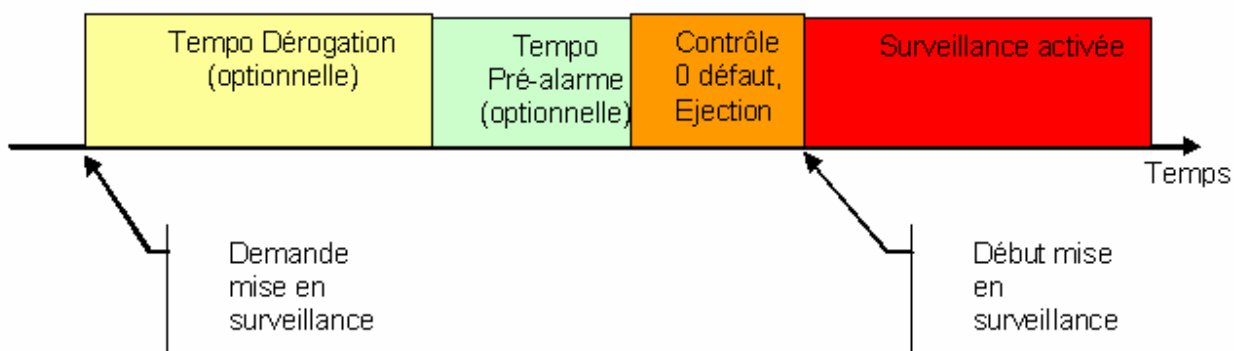 Tempo Dérogation
(optionnelle)
Tempo
Pré-alarme
(optionnelle)
Contrôle
0 défaut,
Ejection
Surveillance activée
Temps
Demande
mise en
surveillance
Début mise
en
surveillance